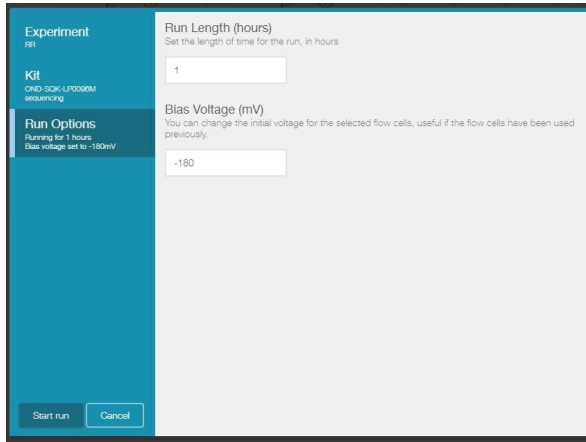 Experiment
RR
Kit
OND-SQK-LP0096M
sequencing
Run Options
Running for 1 hours
Bias voltage set to -180mV
Start run
Cancel
Run Length (hours)
Set the length of time for the run, in hours
1
Bias Voltage (mV)
You can change the initial voltage for the selected flow cells, useful if the flow cells have been used
previously.
-180